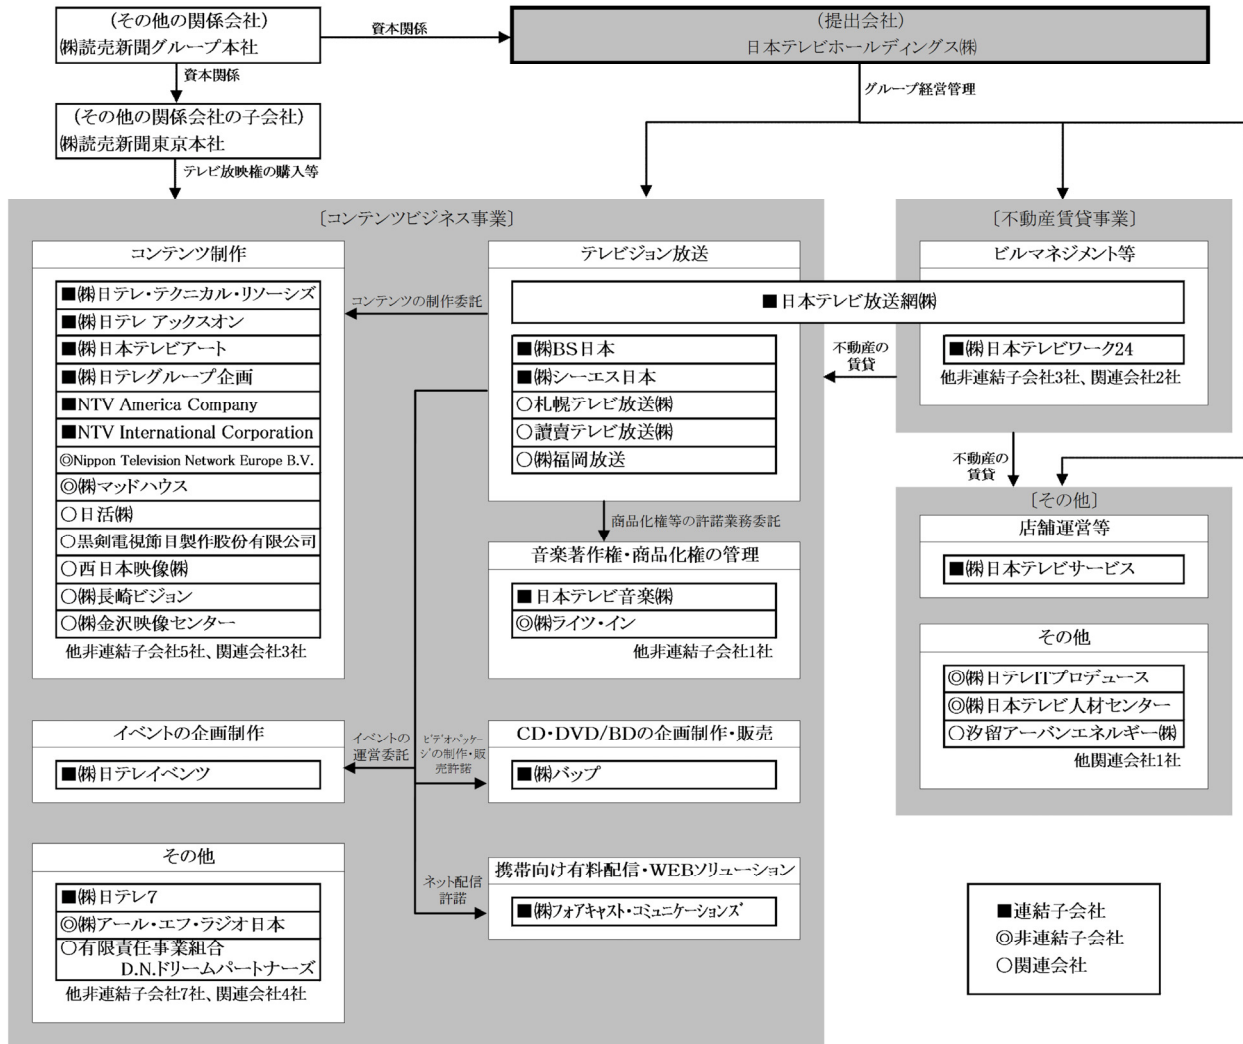 (その他の関係会社)
㈱読売新聞グループ本社
資本関係
(提出会社)
日本テレビホールディングス㈱
資本関係
グループ経営管理
(その他の関係会社の子会社)
㈱読売新聞東京本社
テレビ放映権の購入等
〔コンテンツビジネス事業〕
コンテンツ制作
■㈱日テレ・テクニカル・リソーシズ
■㈱日テレ アックスオン
■㈱日本テレビアート
■㈱日テレグループ企画
■NTV America Company
■NTV International Corporation
◎Nippon Television Network Europe B.V.
◎㈱マッドハウス
○日活㈱
○黒剣電視節目製作股份有限公司
○西日本映像㈱
○㈱長崎ビジョン
○㈱金沢映像センター
他非連結子会社5社、関連会社3社
コンテンツの制作委託
テレビジョン放送
■日本テレビ放送網㈱
■㈱BS日本
■㈱シーエス日本
○札幌テレビ放送㈱
○讀賣テレビ放送㈱
○㈱福岡放送
商品化権等の許諾業務委託
音楽著作権・商品化権の管理
■日本テレビ音楽㈱
◎㈱ライツ・イン
他非連結子会社1社
イベントの企画制作
■㈱日テレイベンツ
イベントの
運営委託
ビデオパッケー
ジの制作・販
売許諾
CD・DVD/BDの企画制作・販売
■㈱バップ
その他
■㈱日テレ7
◎㈱アール・エフ・ラジオ日本
○有限責任事業組合
D.N.ドリームパートナーズ
他非連結子会社7社、関連会社4社
ネット配信
許諾
携帯向け有料配信・WEBソリューション
■㈱フォアキャスト・コミュニケーションズ
〔不動産賃貸事業〕
ビルマネジメント等
■㈱日本テレビワーク24
他非連結子会社3社、関連会社2社
不動産の
賃貸
不動産の
賃貸
〔その他〕
店舗運営等
■㈱日本テレビサービス
その他
◎㈱日テレITプロデュース
◎㈱日本テレビ人材センター
○汐留アーバンエネルギー㈱
他関連会社1社
■連結子会社
◎非連結子会社
○関連会社